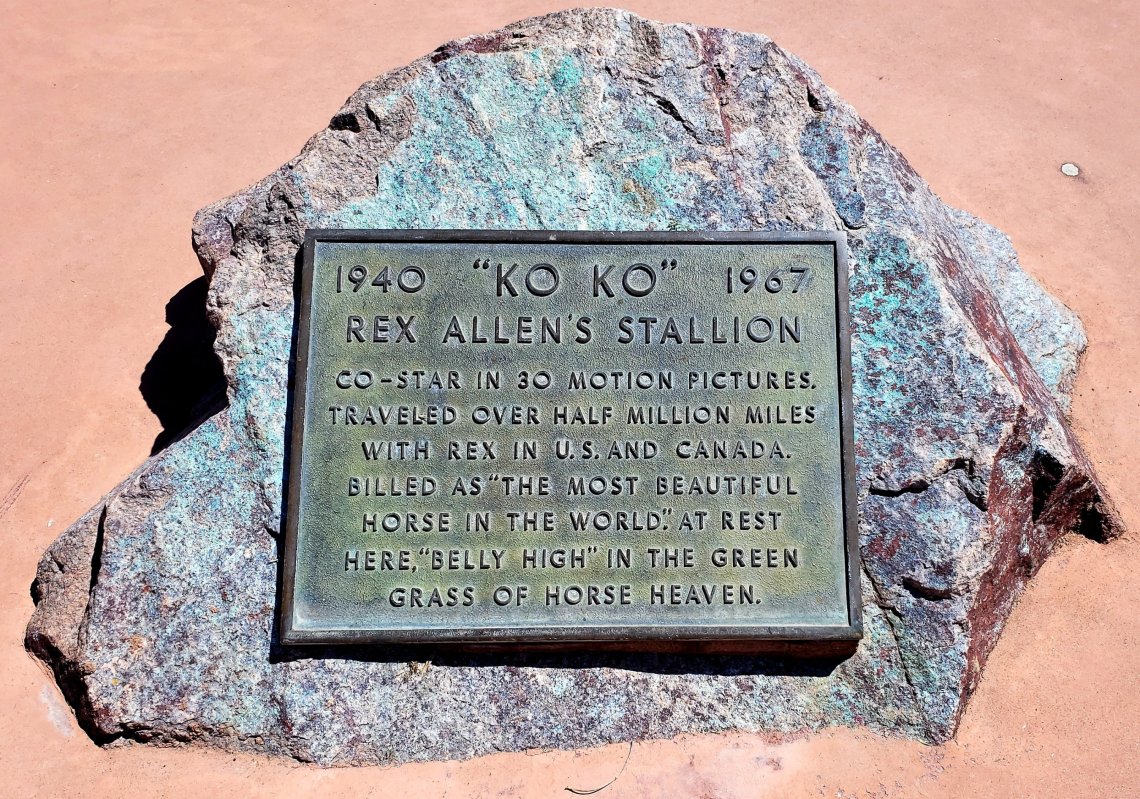 1940 "KO KO" 1967
REX ALLEN'S STALLION
CO-STAR IN 30 MOTION PICTURES.
TRAVELED OVER HALF MILLION MILES
WITH REX IN U.S. AND CANADA.
BILLED AS "THE MOST BEAUTIFUL
HORSE IN THE WORLD." AT REST
HERE, "BELLY HIGH" IN THE GREEN
GRASS OF HORSE HEAVEN.